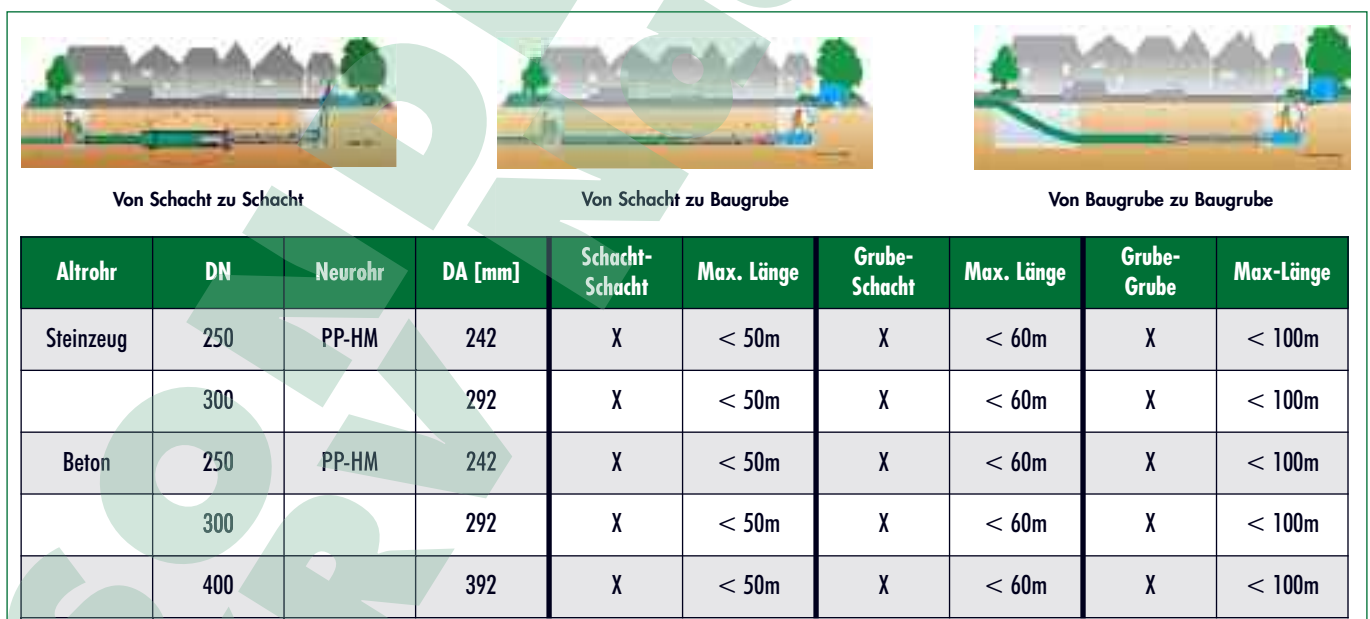 Von Schacht zu Schacht
Von Schacht zu Baugrube
Von Baugrube zu Baugrube
Altrohr DN Neurohr DA [mm] Schacht-Schacht Max. Länge Grube-Schacht Max. Länge Grube-Grube Max-Länge
Steinzeug 250 PP-HM 242 X < 50m X < 60m X < 100m
300 292 X < 50m X < 60m X < 100m
Beton 250 PP-HM 242 X < 50m X < 60m X < 100m
300 292 X < 50m X < 60m X < 100m
400 392 X < 50m X < 60m X < 100m